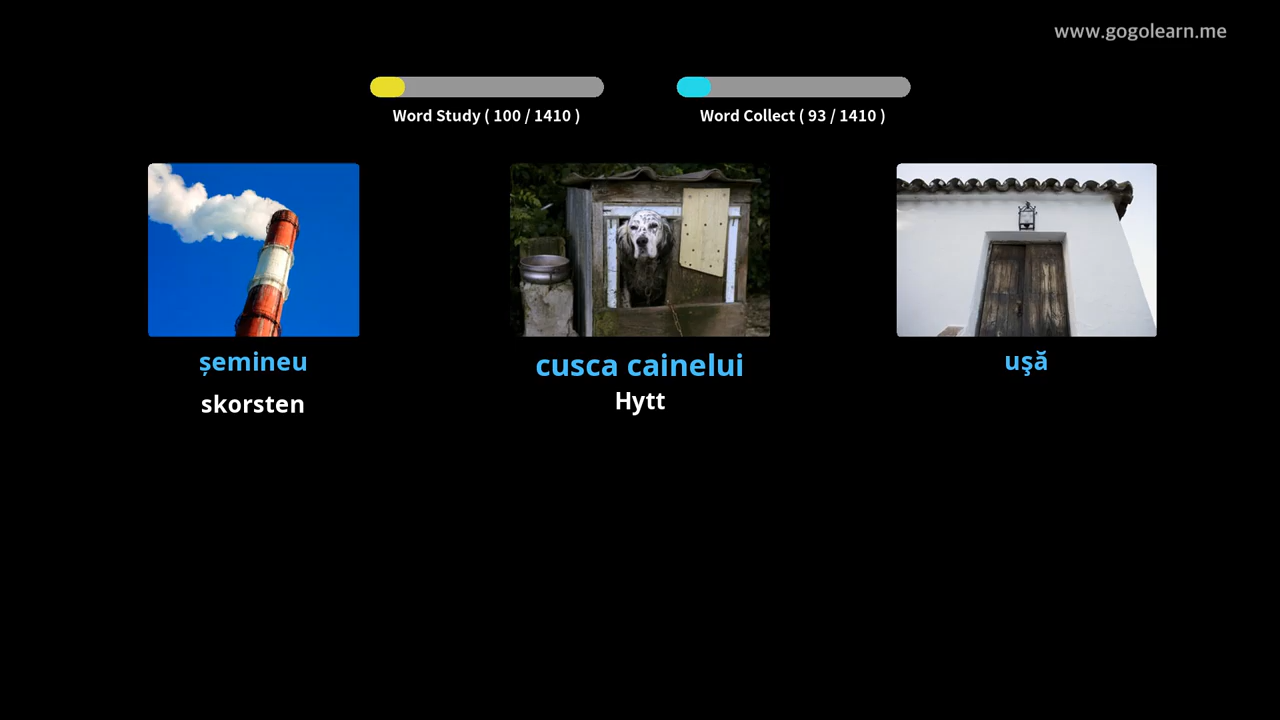 www.gogolearn.me
Word Study ( 100 / 1410 )
Word Collect ( 93 / 1410 )
șemineu
cusca cainelui
uşă
skorsten
Hytt